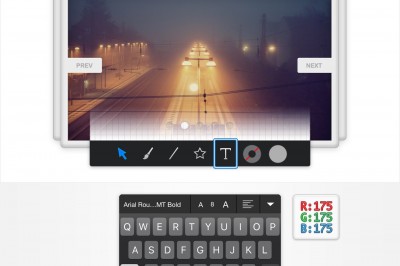 PREV
NEXT
T
Arial Rou...MT Bold A A A
R:175
G:175
B:175
Q W E R T Y U I O P
A S D F G H J K L